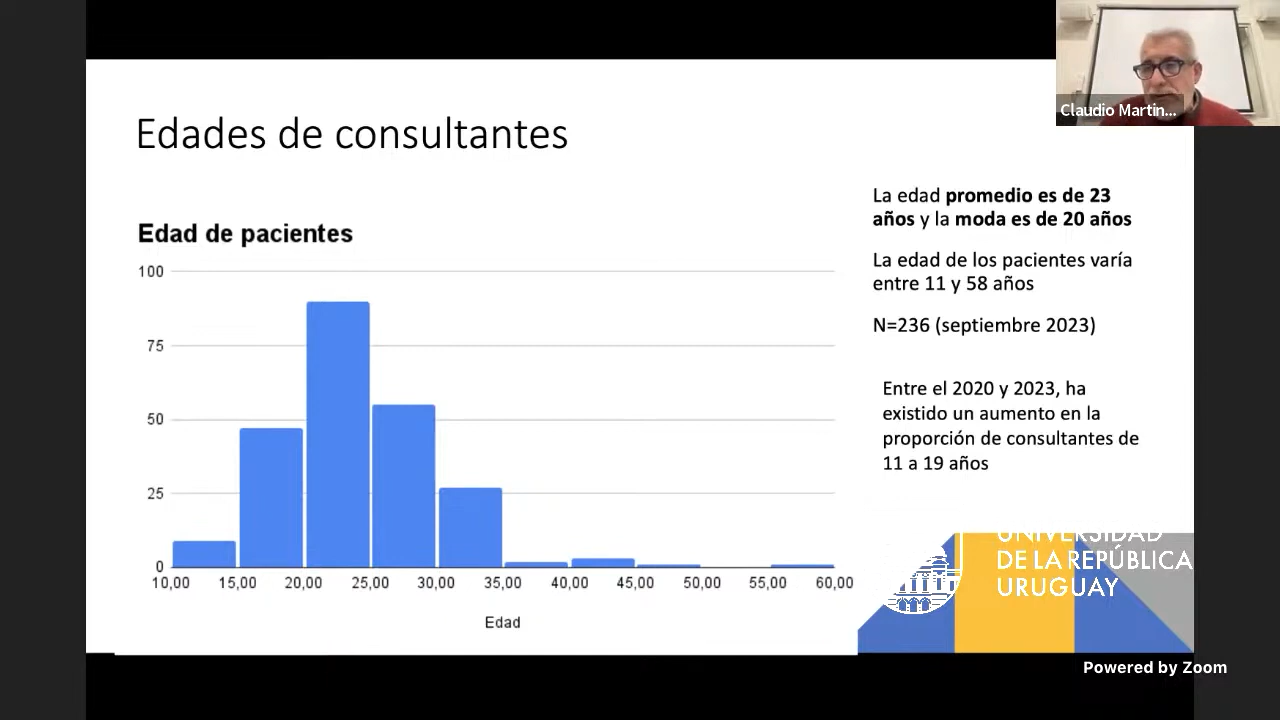 Claudio Martin...
Edades de consultantes
Edad de pacientes
100
75
50
25
0
10,00 15,00 20,00 25,00 30,00 35,00 40,00 45,00 50,00 55,00 60,00
Edad
La edad promedio es de 23
años y la moda es de 20 años
La edad de los pacientes varía
entre 11 y 58 años
N=236 (septiembre 2023)
Entre el 2020 y 2023, ha
existido un aumento en la
proporción de consultantes de
11 a 19 años
UNIVERSIDAD
DE LA REPÚBLICA
URUGUAY
Powered by Zoom